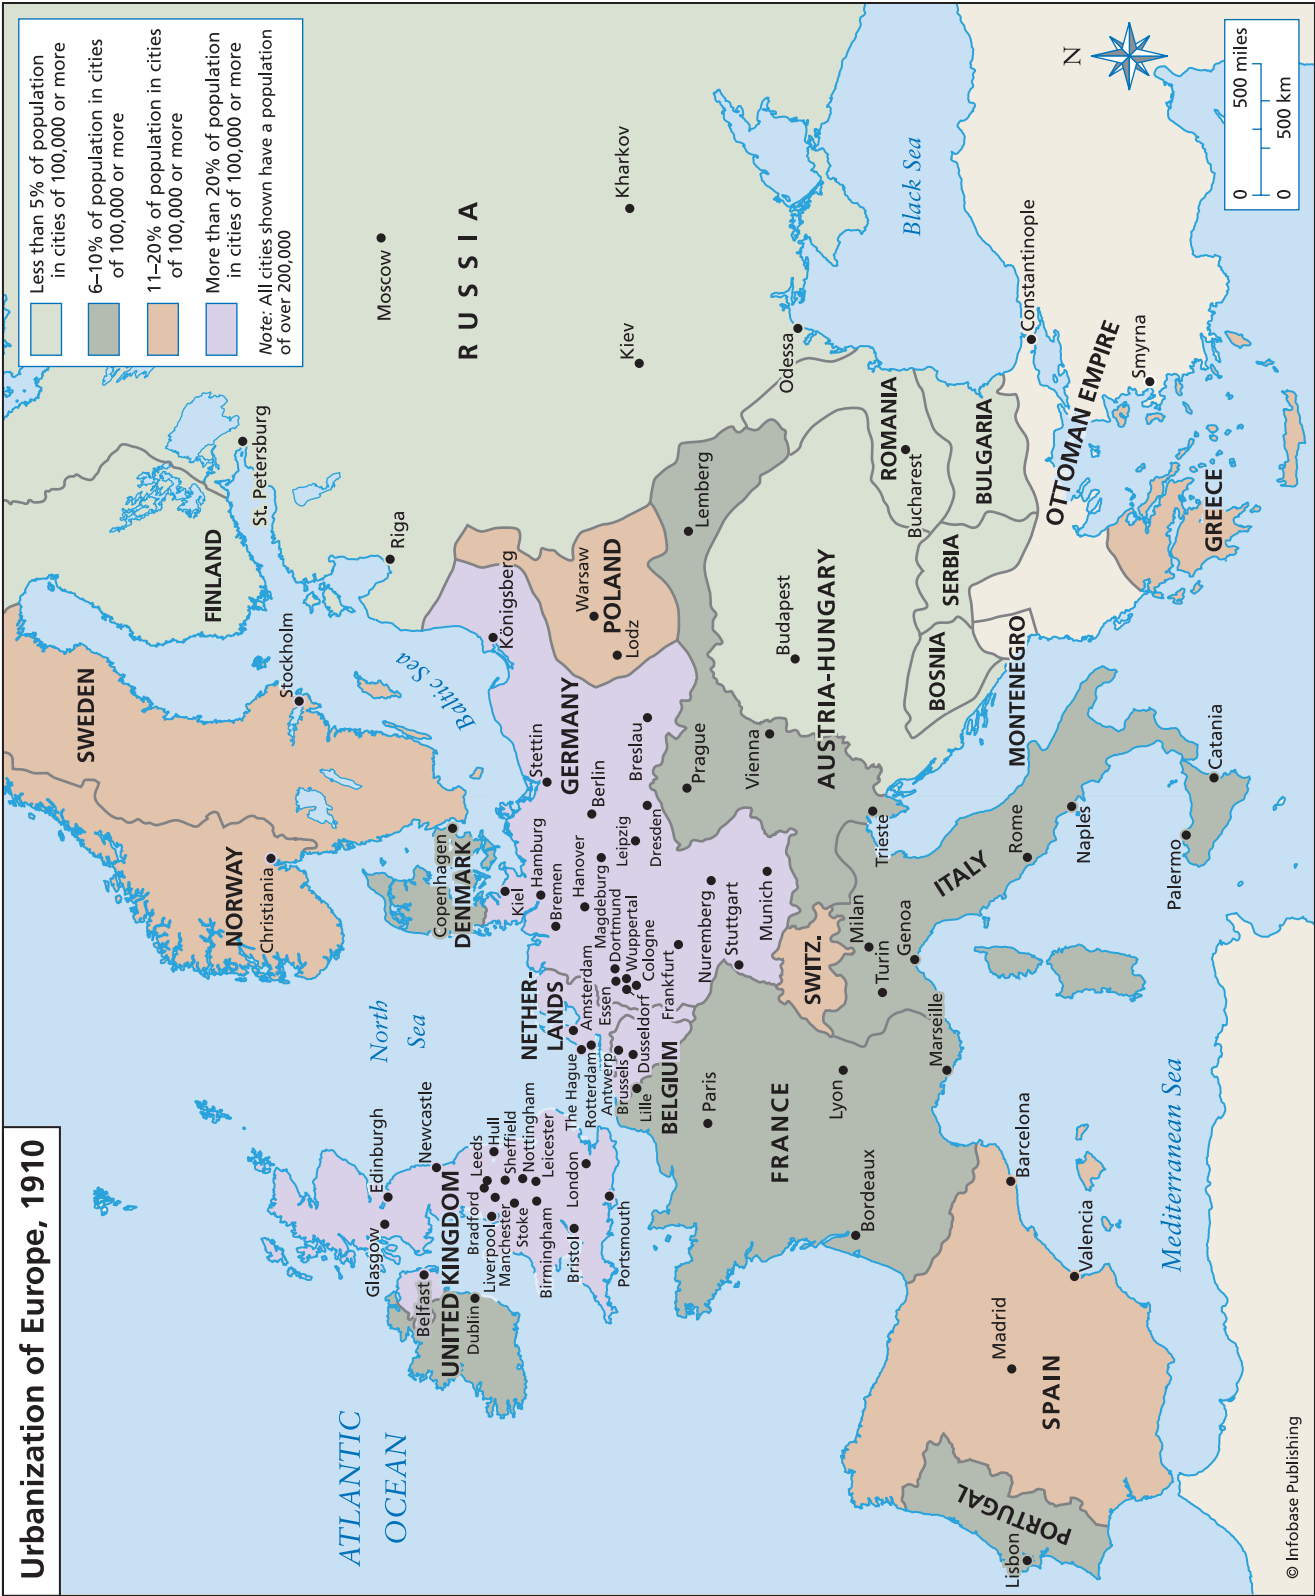 Urbanization of Europe, 1910
Less than 5% of population
in cities of 100,000 or more
6–10% of population in cities
of 100,000 or more
11–20% of population in cities
of 100,000 or more
More than 20% of population
in cities of 100,000 or more
Note: All cities shown have a population
of over 200,000
N
0 500 miles
0 500 km
ATLANTIC
OCEAN
North
Sea
Baltic Sea
Black Sea
Mediterranean Sea
NORWAY
Christiania
SWEDEN
Stockholm
FINLAND
St. Petersburg
Riga
RUSSIA
Moscow
Kharkov
Kiev
Odessa
UNITED KINGDOM
Glasgow
Edinburgh
Newcastle
Belfast
Dublin
Bradford
Leeds
Hull
Liverpool
Manchester
Sheffield
Stoke
Nottingham
Birmingham
Leicester
Bristol
London
Portsmouth
DENMARK
Copenhagen
NETHER-
LANDS
Amsterdam
The Hague
Rotterdam
BELGIUM
Antwerp
Brussels
GERMANY
Königsberg
Stettin
Kiel
Hamburg
Bremen
Berlin
Hanover
Magdeburg
Leipzig
Dresden
Breslau
Dortmund
Essen
Wuppertal
Dusseldorf
Cologne
Frankfurt
Nuremberg
Stuttgart
Munich
POLAND
Warsaw
Lodz
FRANCE
Lille
Paris
Lyon
Bordeaux
Marseille
SWITZ.
AUSTRIA-HUNGARY
Lemberg
Prague
Vienna
Budapest
Trieste
ITALY
Milan
Turin
Genoa
Rome
Naples
Palermo
Catania
BOSNIA
SERBIA
MONTENEGRO
ROMANIA
Bucharest
BULGARIA
OTTOMAN EMPIRE
Constantinople
Smyrna
GREECE
SPAIN
Barcelona
Valencia
Madrid
PORTUGAL
Lisbon
© Infobase Publishing